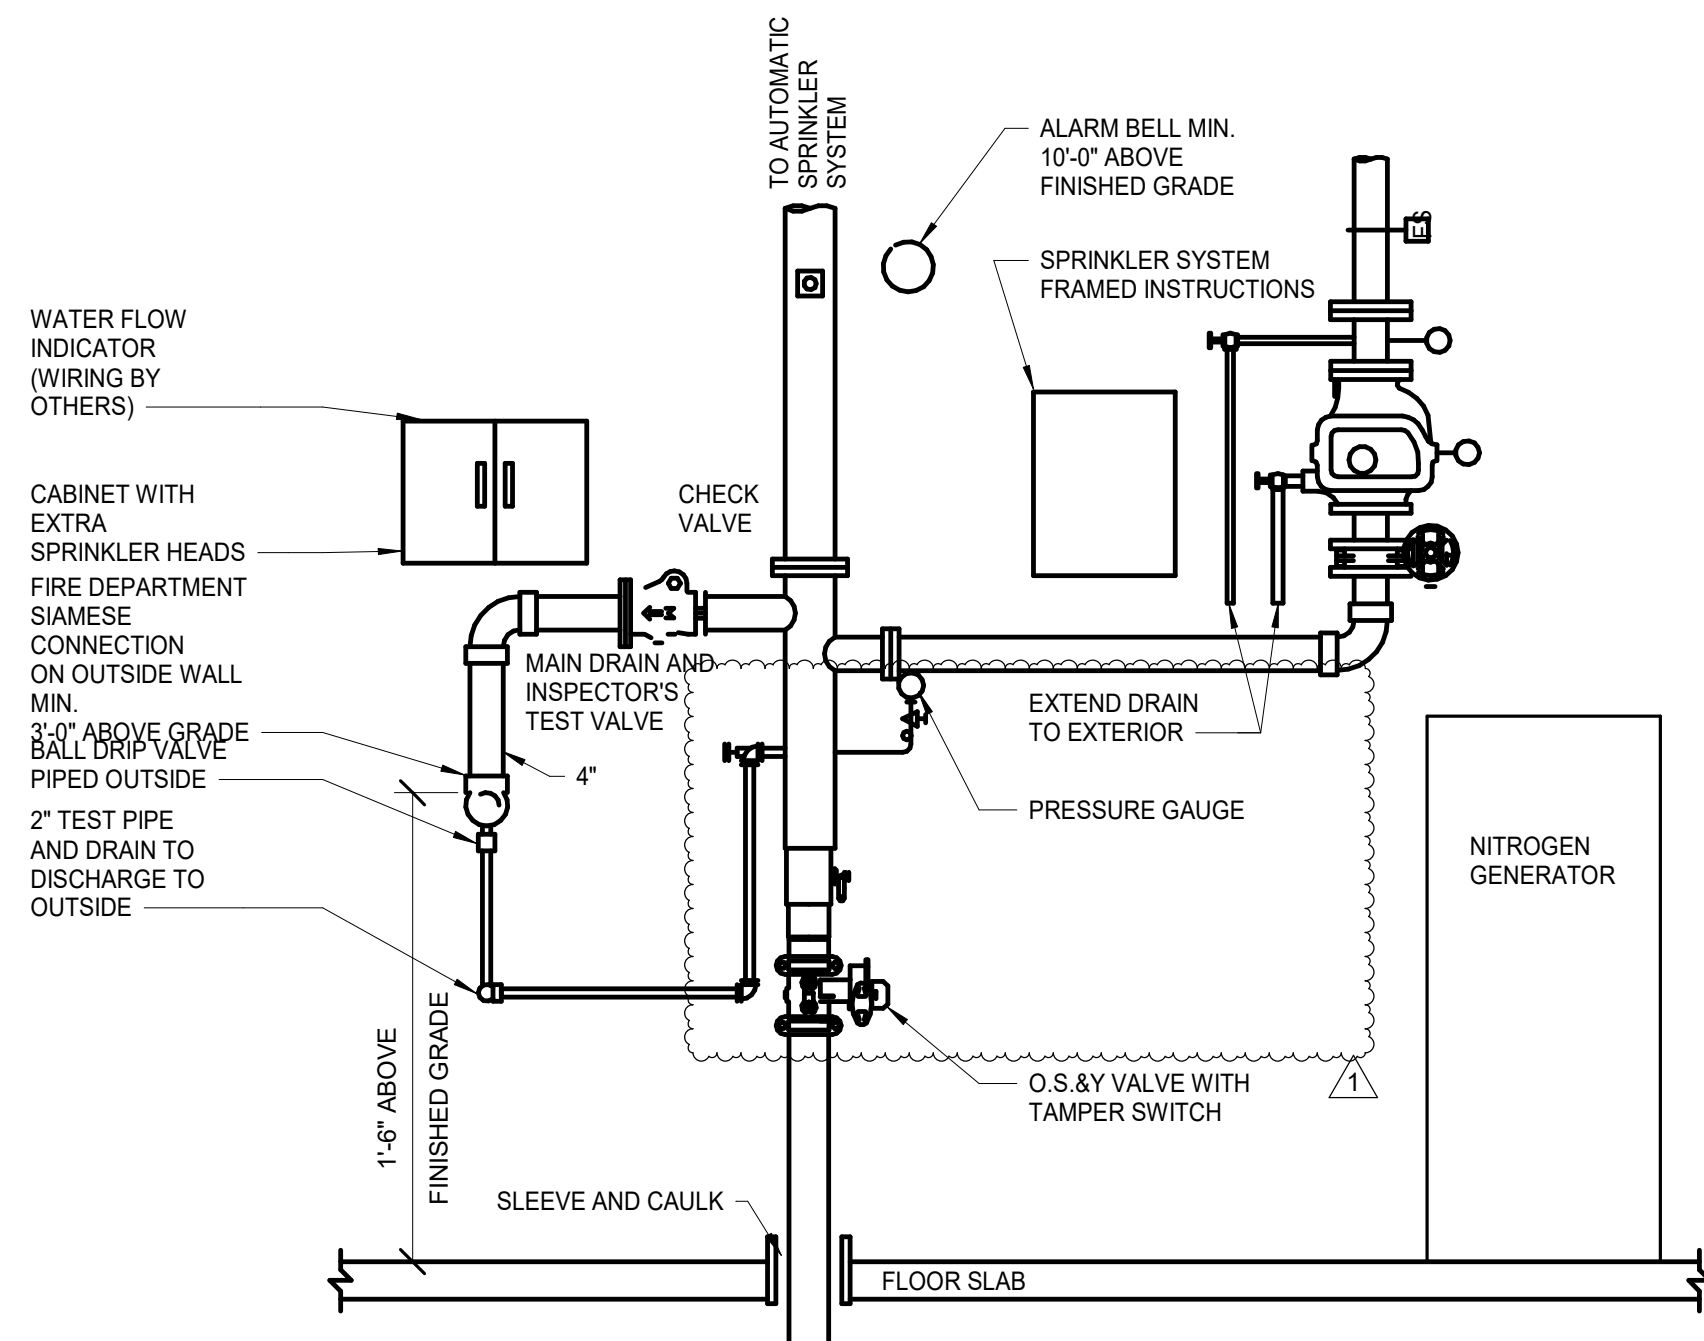 TO AUTOMATIC
SPRINKLER
SYSTEM
ALARM BELL MIN.
10'-0" ABOVE
FINISHED GRADE
SPRINKLER SYSTEM
FRAMED INSTRUCTIONS
ES
WATER FLOW
INDICATOR
(WIRING BY
OTHERS)
CABINET WITH
EXTRA
SPRINKLER HEADS
CHECK
VALVE
FIRE DEPARTMENT
SIAMESE
CONNECTION
ON OUTSIDE WALL
MIN.
3'-0" ABOVE GRADE
BALL DRIP VALVE
PIPED OUTSIDE
2" TEST PIPE
AND DRAIN TO
DISCHARGE TO
OUTSIDE
MAIN DRAIN AND
INSPECTOR'S
TEST VALVE
4"
EXTEND DRAIN
TO EXTERIOR
PRESSURE GAUGE
NITROGEN
GENERATOR
O.S.&Y VALVE WITH
TAMPER SWITCH
1
1'-6" ABOVE
FINISHED GRADE
SLEEVE AND CAULK
FLOOR SLAB